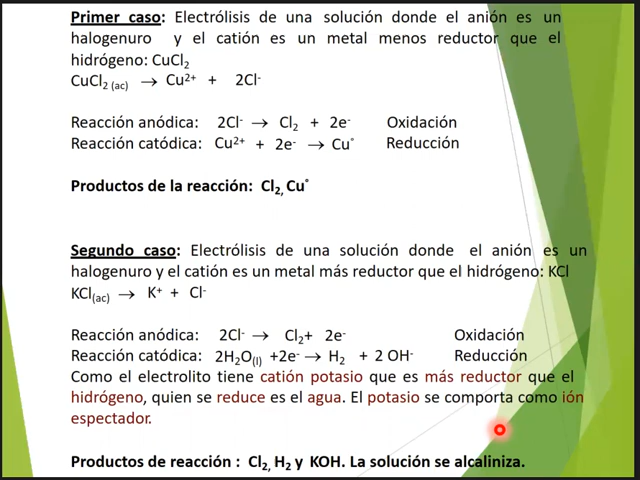 Primer caso: Electrólisis de una solución donde el anión es un
halogenuro y el catión es un metal menos reductor que el
hidrógeno: CuCl₂
CuCl₂ (ac) → Cu²⁺ + 2Cl⁻
Reacción anódica: 2Cl⁻ → Cl₂ + 2e⁻ Oxidación
Reacción catódica: Cu²⁺ + 2e⁻ → Cu° Reducción
Productos de la reacción: Cl₂, Cu°
Segundo caso: Electrólisis de una solución donde el anión es un
halogenuro y el catión es un metal más reductor que el hidrógeno: KCl
KCl(ac) → K⁺ + Cl⁻
Reacción anódica: 2Cl⁻ → Cl₂+ 2e⁻ Oxidación
Reacción catódica: 2H₂O(l) +2e⁻ → H₂ + 2 OH⁻ Reducción
Como el electrolito tiene catión potasio que es más reductor que el
hidrógeno, quien se reduce es el agua. El potasio se comporta como ión
espectador.
Productos de reacción : Cl₂, H₂ y KOH. La solución se alcaliniza.